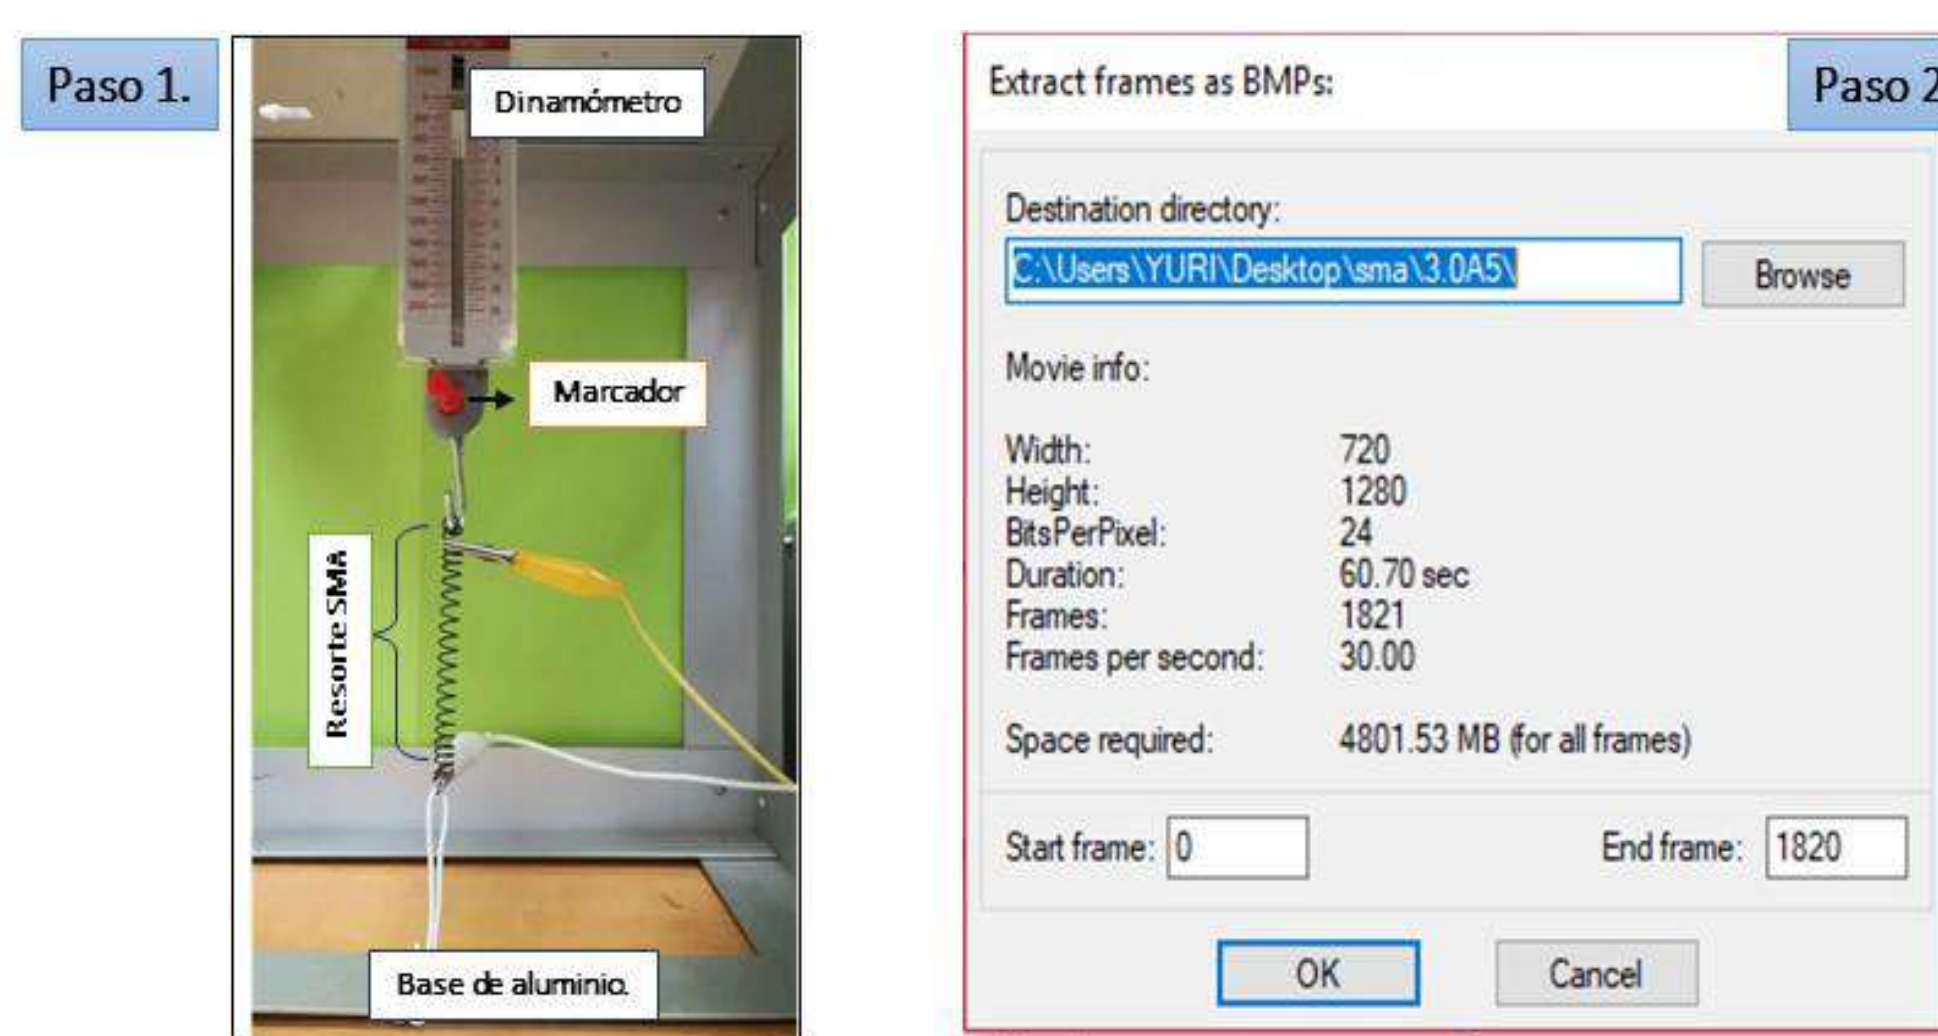 Paso 1.
Dinamómetro
Marcador
Resorte SMA
Base de aluminio.
Paso 2
Extract frames as BMPs:
Destination directory:
C:\Users\YURI\Desktop\sma\3.0A5\
Browse
Movie info:
Width: 720
Height: 1280
BitsPerPixel: 24
Duration: 60.70 sec
Frames: 1821
Frames per second: 30.00
Space required: 4801.53 MB (for all frames)
Start frame: 0 End frame: 1820
OK Cancel